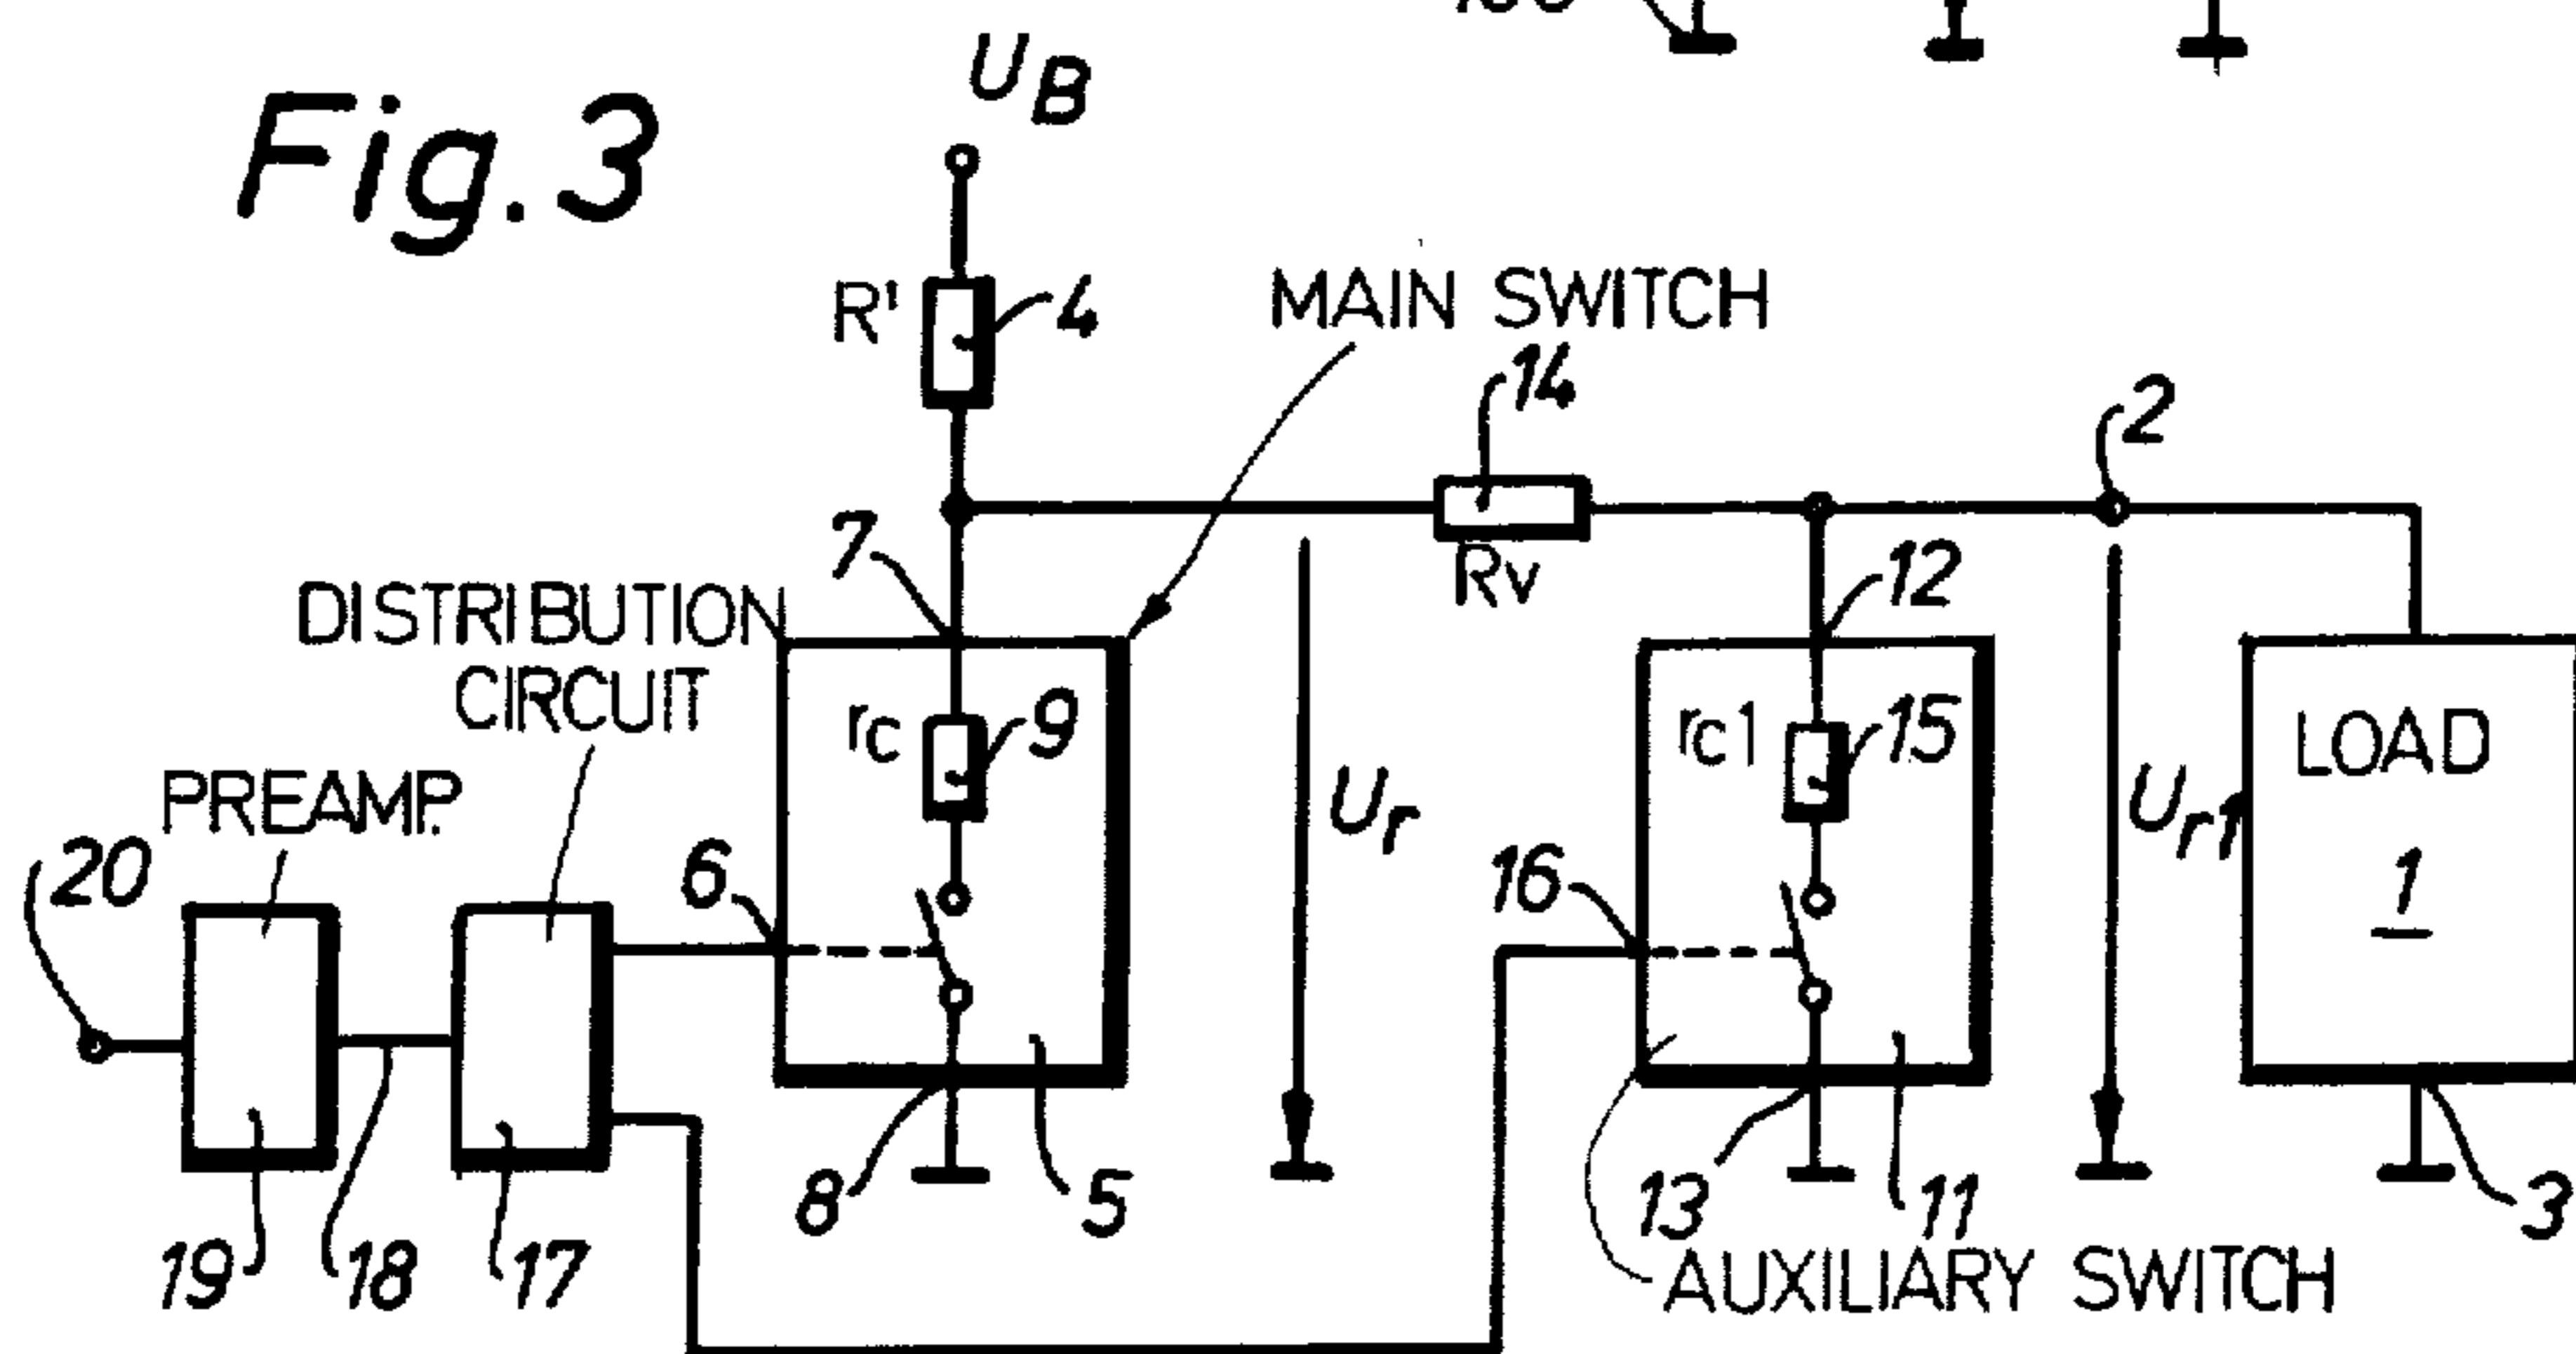 Fig.3
UB
R'
4
MAIN SWITCH
14
2
7
Rv
12
DISTRIBUTION
CIRCUIT
rc
9
rc1
15
LOAD
PREAMP.
Ur
Ur1
20
6
16
1
8
5
13
11
3
19
18
17
AUXILIARY SWITCH